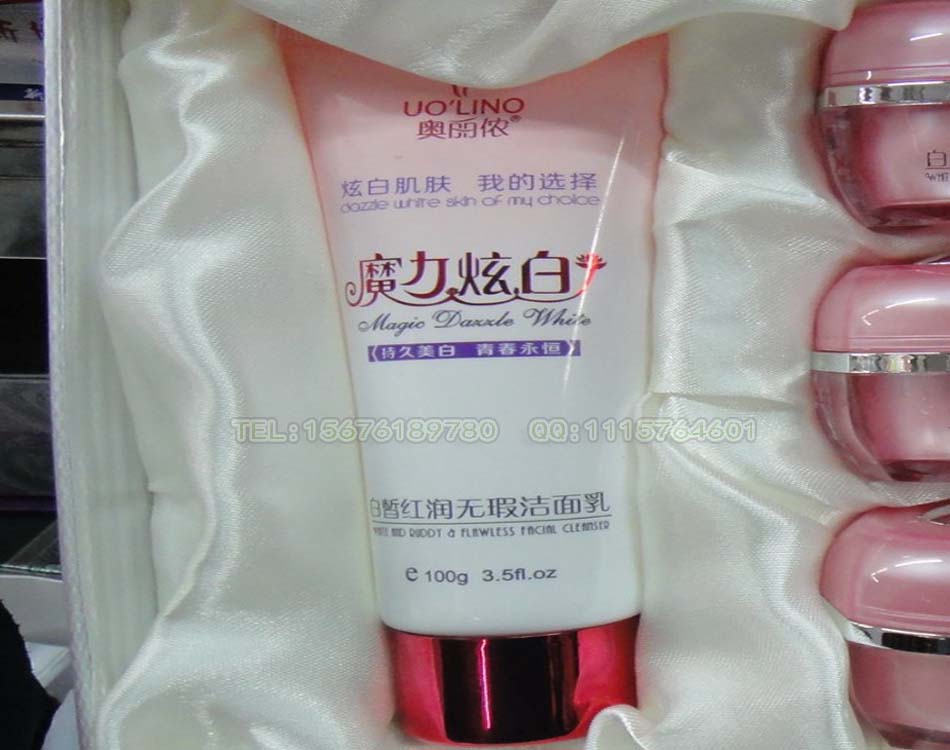 UO'LINO
奥丽侬®
炫白肌肤 我的选择
dazzle white skin of my choice
魔力炫白
Magic Dazzle White
《持久美白 青春永恒》
TEL:15676189780 QQ:1115764601
白皙红润无瑕洁面乳
WHITE AND RUDDY & FLAWLESS FACIAL CLEANSER
e 100g 3.5fl.oz
白
WHIT